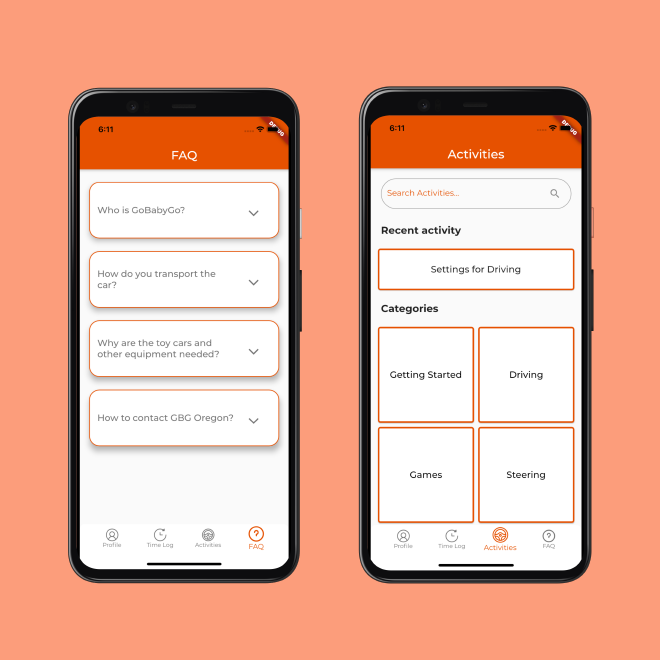 6:11
DEBUG
FAQ
Who is GoBabyGo?
How do you transport the
car?
Why are the toy cars and
other equipment needed?
How to contact GBG Oregon?
Profile
Time Log
Activities
FAQ
6:11
DEBUG
Activities
Search Activities...
Recent activity
Settings for Driving
Categories
Getting Started
Driving
Games
Steering
Profile
Time Log
Activities
FAQ